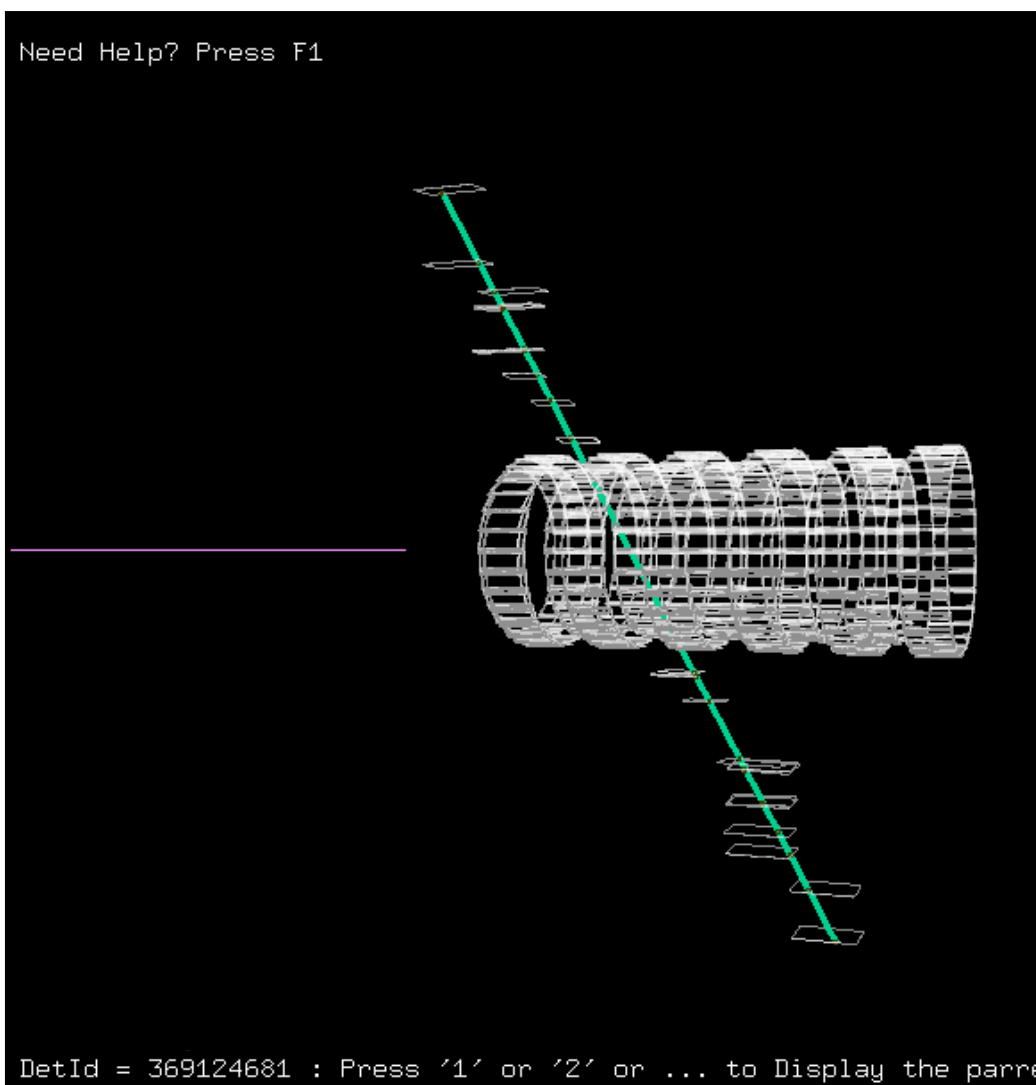 Need Help? Press F1
DetId = 369124681 : Press '1' or '2' or ... to Display the parre